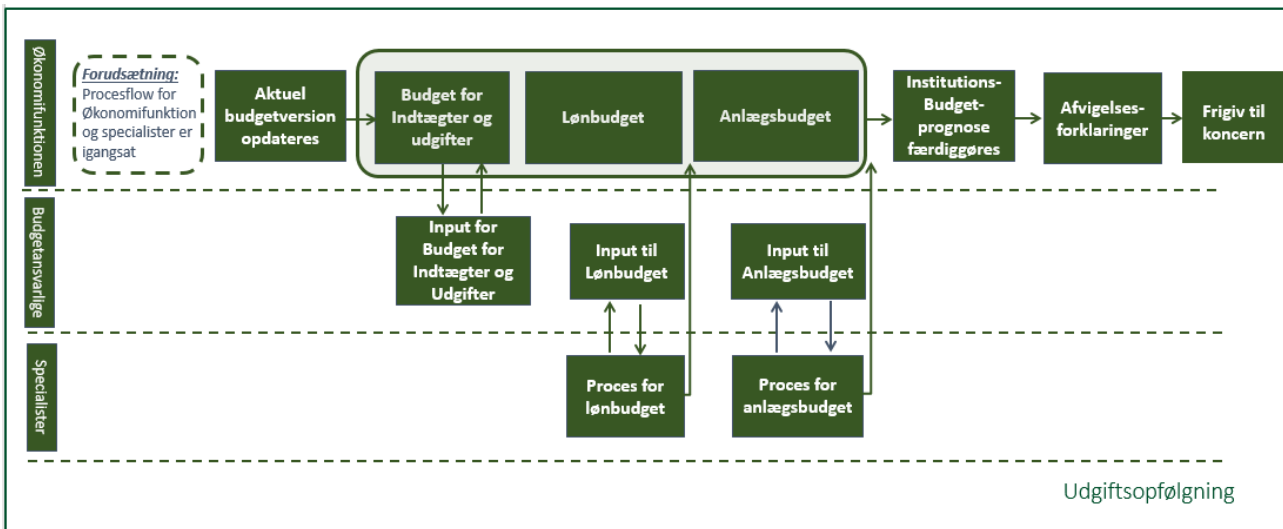 Økonomifunktionen
Forudsætning:
Procesflow for
Økonomifunktion
og specialister er
igangsat
Aktuel
budgetversion
opdateres
Budget for
Indtægter og
udgifter
Lønbudget
Anlægsbudget
Institutions-
Budget-
prognose
færdiggøres
Afvigelses-
forklaringer
Frigiv til
koncern
Budgetansvarlige
Input for
Budget for
Indtægter og
Udgifter
Input til
Lønbudget
Input til
Anlægsbudget
Specialister
Proces for
lønbudget
Proces for
anlægsbudget
Udgiftsopfølgning